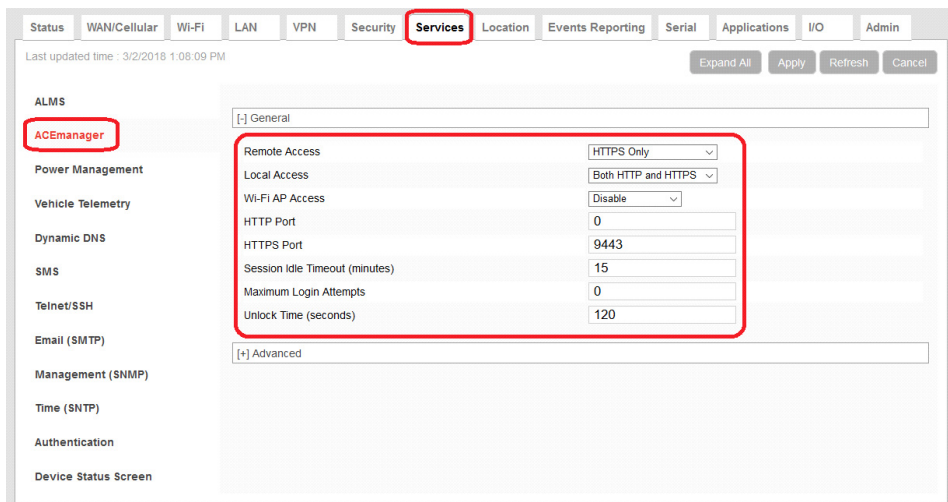 Status WAN/Cellular Wi-Fi LAN VPN Security Services Location Events Reporting Serial Applications I/O Admin
Last updated time : 3/2/2018 1:08:09 PM
Expand All Apply Refresh Cancel
ALMS
ACEmanager
Power Management
Vehicle Telemetry
Dynamic DNS
SMS
Telnet/SSH
Email (SMTP)
Management (SNMP)
Time (SNTP)
Authentication
Device Status Screen
[-] General
Remote Access HTTPS Only
Local Access Both HTTP and HTTPS
Wi-Fi AP Access Disable
HTTP Port 0
HTTPS Port 9443
Session Idle Timeout (minutes) 15
Maximum Login Attempts 0
Unlock Time (seconds) 120
[+] Advanced